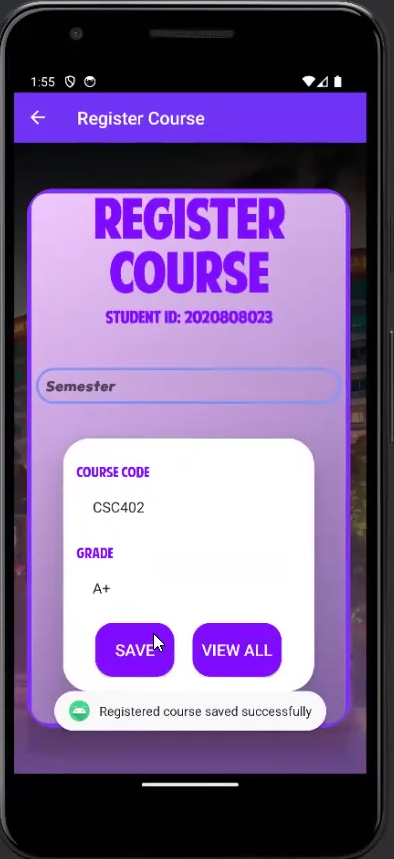 1:55
Register Course
REGISTER
COURSE
STUDENT ID: 2020808023
Semester
COURSE CODE
CSC402
GRADE
A+
SAVE VIEW ALL
Registered course saved successfully